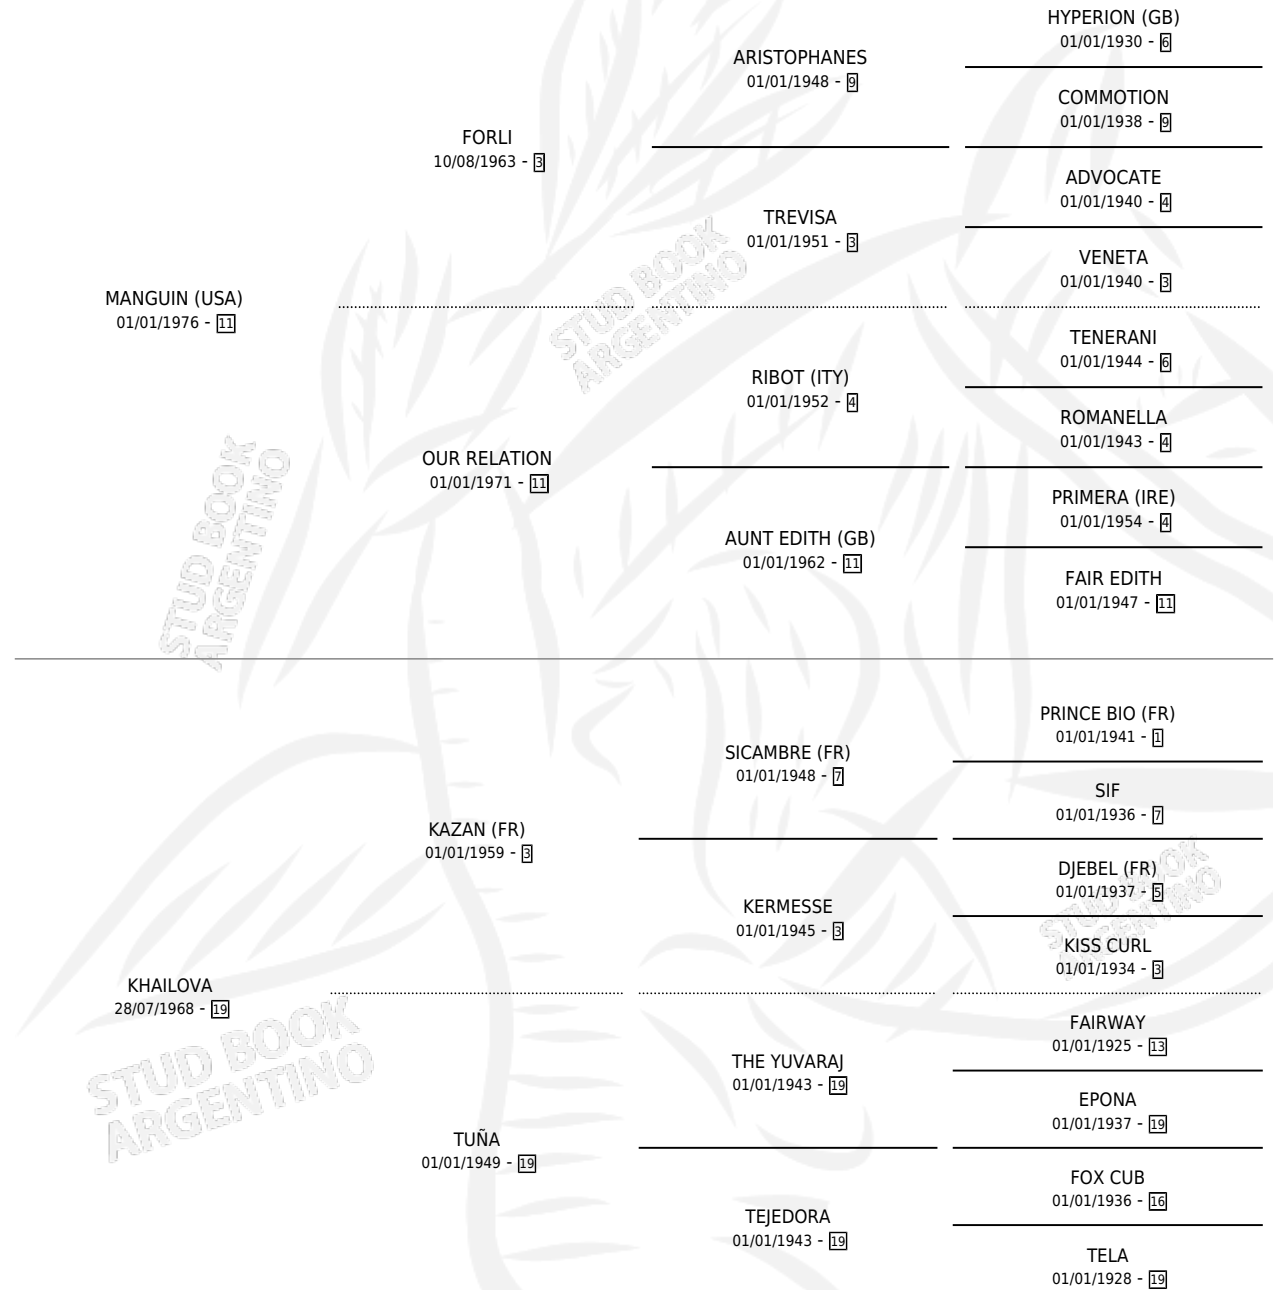 HYPERION (GB)
01/01/1930 - 6
ARISTOPHANES
01/01/1948 - 9
COMMOTION
01/01/1938 - 9
FORLI
10/08/1963 - 3
ADVOCATE
01/01/1940 - 4
TREVISA
01/01/1951 - 3
VENETA
01/01/1940 - 3
MANGUIN (USA)
01/01/1976 - 11
TENERANI
01/01/1944 - 6
RIBOT (ITY)
01/01/1952 - 4
ROMANELLA
01/01/1943 - 4
OUR RELATION
01/01/1971 - 11
PRIMERA (IRE)
01/01/1954 - 4
AUNT EDITH (GB)
01/01/1962 - 11
FAIR EDITH
01/01/1947 - 11
PRINCE BIO (FR)
01/01/1941 - 1
SICAMBRE (FR)
01/01/1948 - 7
SIF
01/01/1936 - 7
KAZAN (FR)
01/01/1959 - 3
DJEBEL (FR)
01/01/1937 - 5
KERMESSE
01/01/1945 - 3
KISS CURL
01/01/1934 - 3
KHAILOVA
28/07/1968 - 19
FAIRWAY
01/01/1925 - 13
THE YUVARAJ
01/01/1943 - 19
EPONA
01/01/1937 - 19
TUÑA
01/01/1949 - 19
FOX CUB
01/01/1936 - 16
TEJEDORA
01/01/1943 - 19
TELA
01/01/1928 - 19
STUD BOOK
ARGENTINO
STUD BOOK
ARGENTINO
STUD BOOK
ARGENTINO
STUD BOOK
ARGENTINO